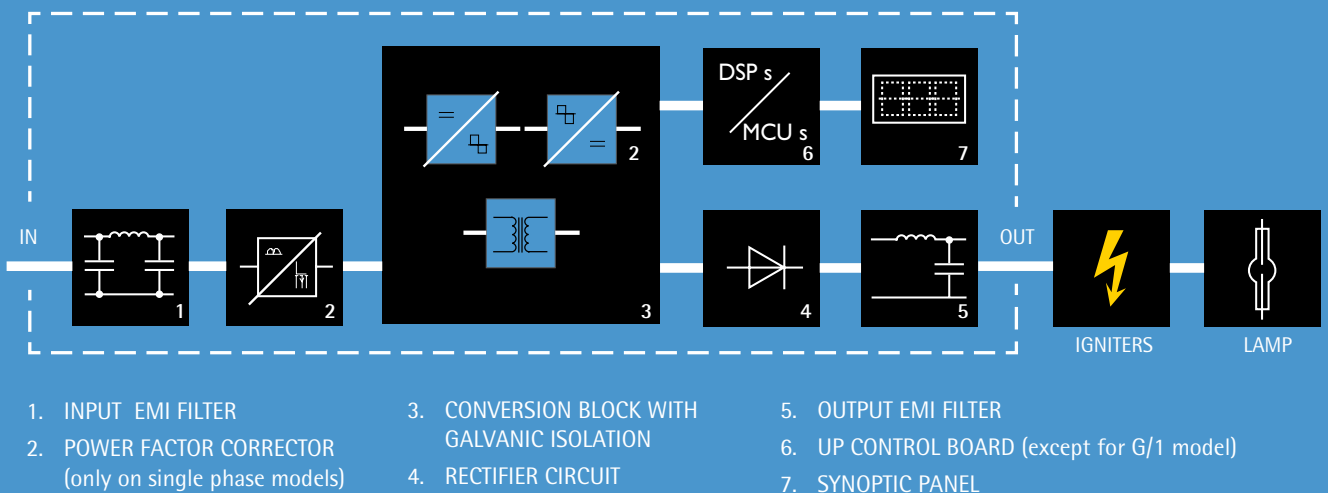 DSP s
MCU s
6
7
2
IN
1
2
3
4
5
OUT
IGNITERS
LAMP
1. INPUT EMI FILTER
2. POWER FACTOR CORRECTOR
(only on single phase models)
3. CONVERSION BLOCK WITH
GALVANIC ISOLATION
4. RECTIFIER CIRCUIT
5. OUTPUT EMI FILTER
6. UP CONTROL BOARD (except for G/1 model)
7. SYNOPTIC PANEL